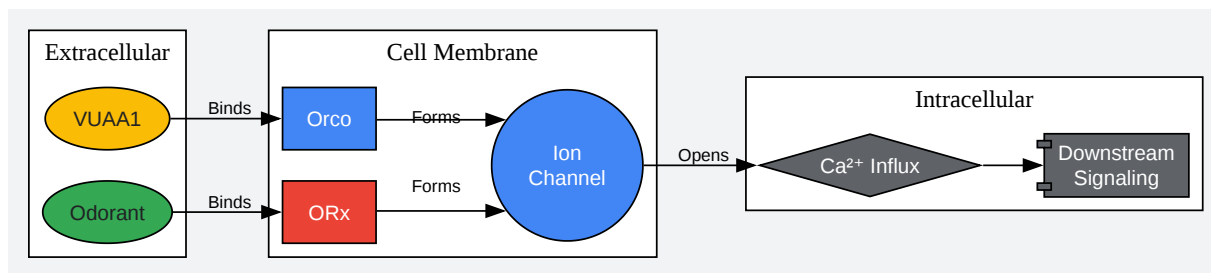 Extracellular
VUAA1
Odorant
Binds
Binds
Cell Membrane
Orco
ORx
Forms
Forms
Ion
Channel
Opens
Intracellular
Ca²⁺ Influx
Downstream
Signaling